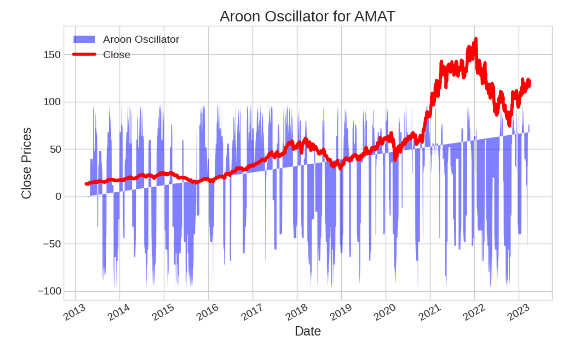 Aroon Oscillator for AMAT
Aroon Oscillator
Close
150
100
50
0
−50
−100
Close Prices
2013 2014 2015 2016 2017 2018 2019 2020 2021 2022 2023
Date